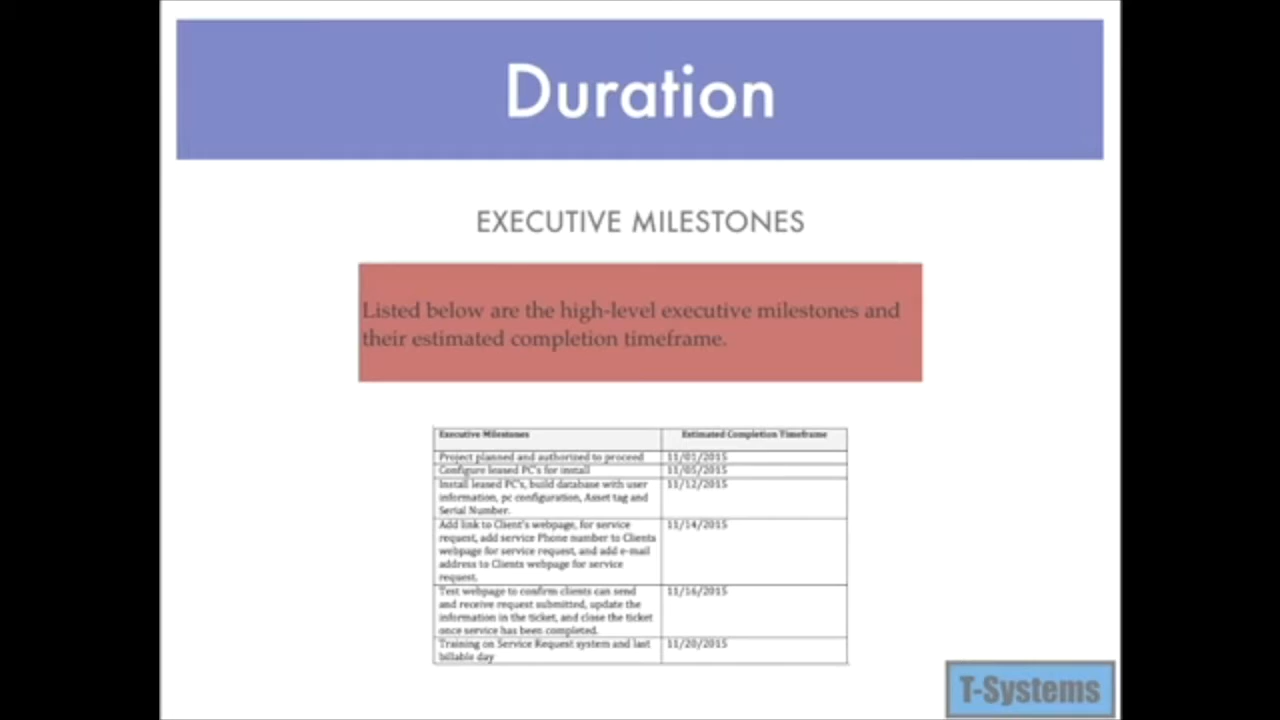 Duration
EXECUTIVE MILESTONES
Listed below are the high-level executive milestones and
their estimated completion timeframe.
Executive Milestones Estimated Completion Timeframe
Project planned and authorized to proceed 11/01/2015
Configure leased PC's for install 11/05/2015
Install leased PC's, build database with user 11/12/2015
information, pc configuration, Asset tag and
Serial Number.
Add link to Client's webpage, for service 11/14/2015
request, add service Phone number to Clients
webpage for service request, and add e-mail
address to Clients webpage for service
request.
Test webpage to confirm clients can send 11/16/2015
and receive request submitted, update the
information in the ticket, and close the ticket
once service has been completed.
Training on Service Request system and last 11/20/2015
billable day
T-Systems